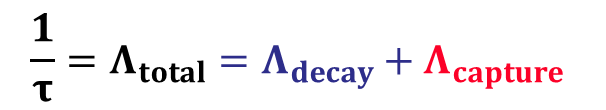 1/τ = Λ_total = Λ_decay + Λ_capture